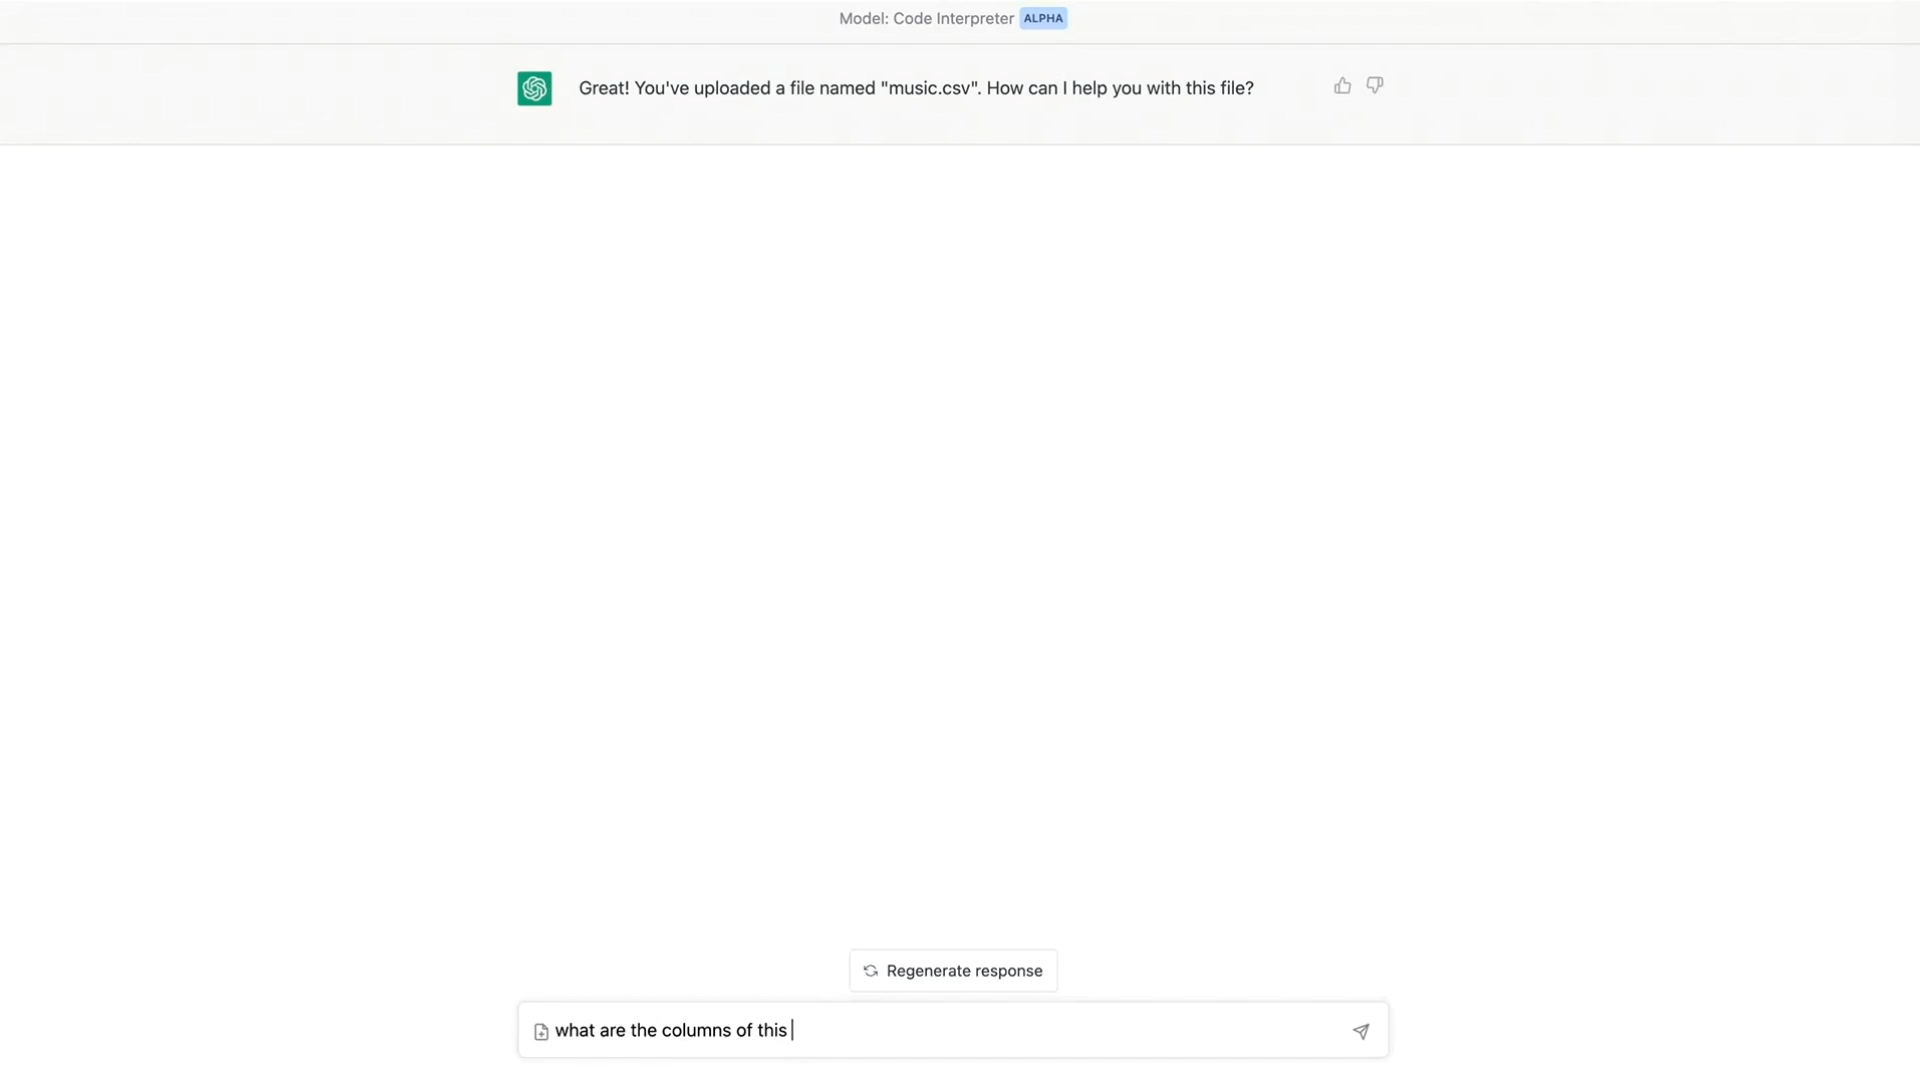 Model: Code Interpreter ALPHA
Great! You've uploaded a file named "music.csv". How can I help you with this file?
Regenerate response
what are the columns of this